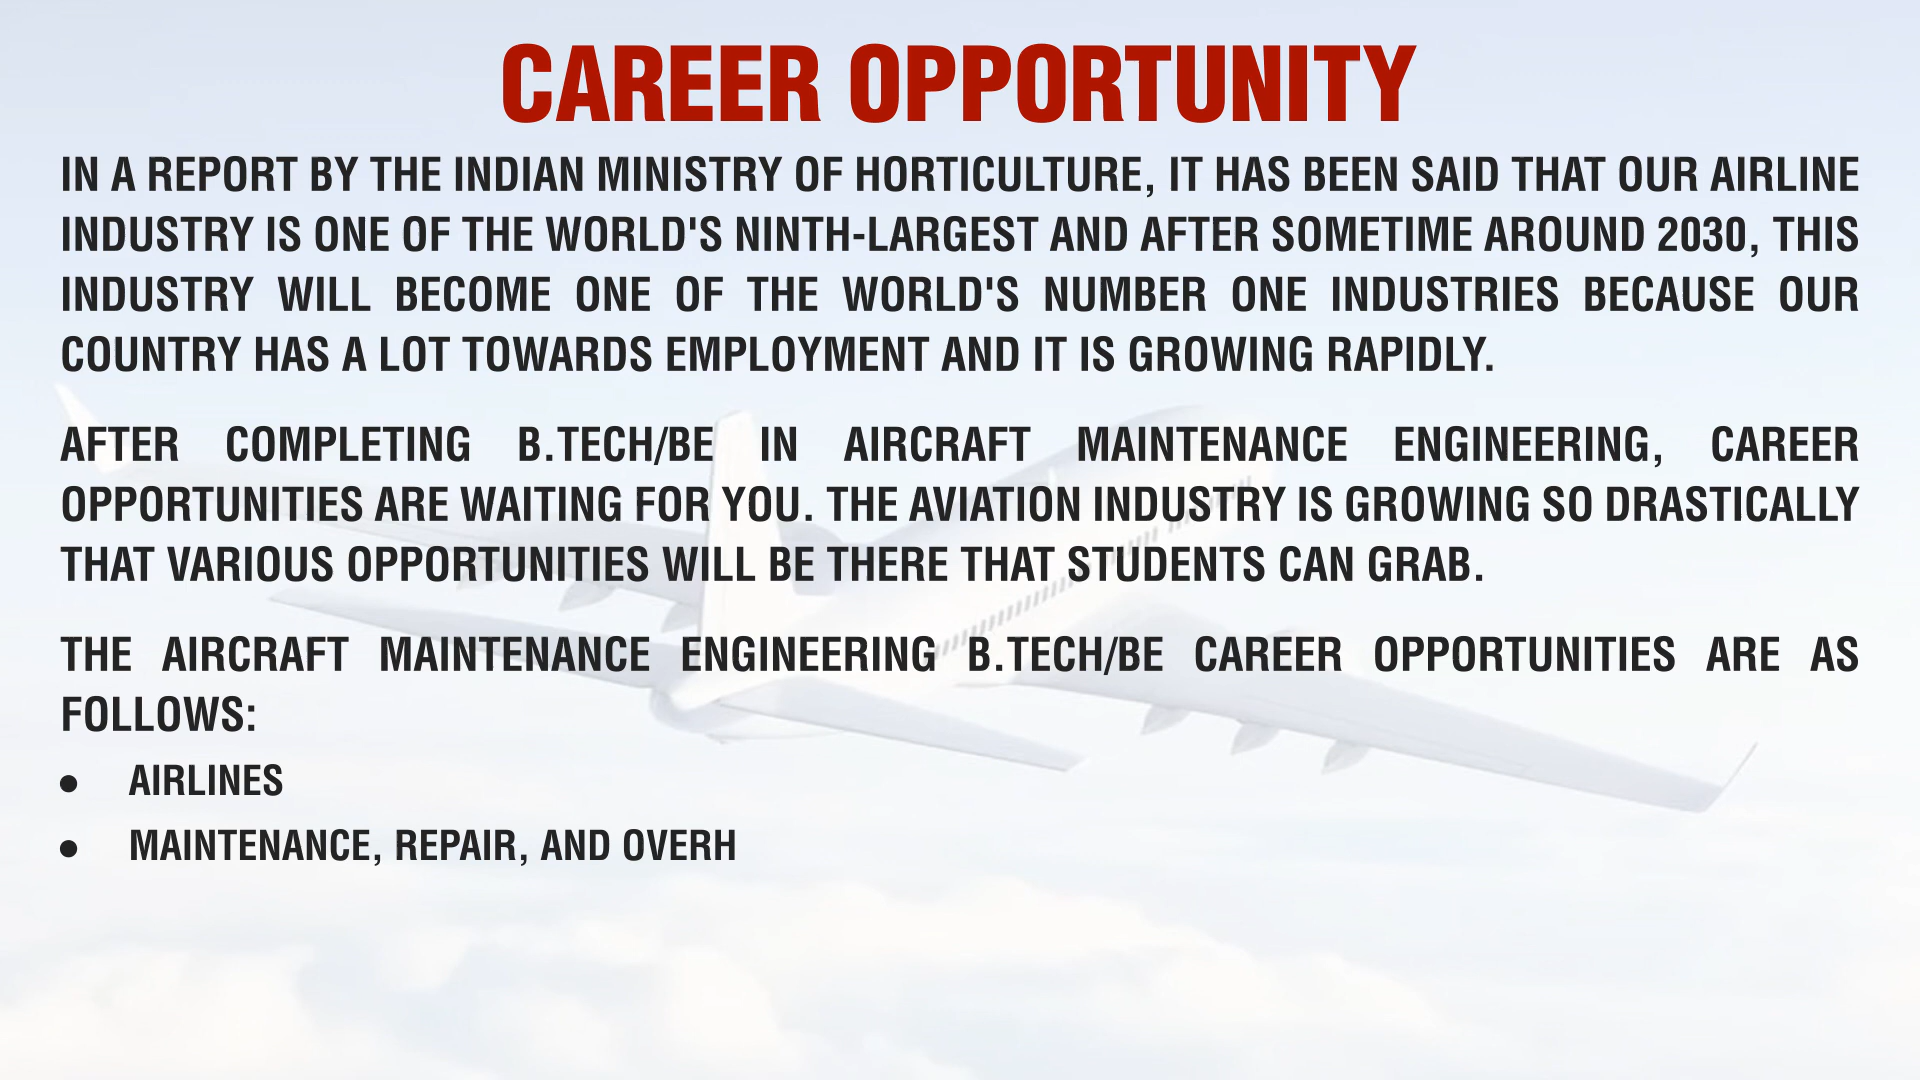 CAREER OPPORTUNITY
IN A REPORT BY THE INDIAN MINISTRY OF HORTICULTURE, IT HAS BEEN SAID THAT OUR AIRLINE
INDUSTRY IS ONE OF THE WORLD'S NINTH-LARGEST AND AFTER SOMETIME AROUND 2030, THIS
INDUSTRY WILL BECOME ONE OF THE WORLD'S NUMBER ONE INDUSTRIES BECAUSE OUR
COUNTRY HAS A LOT TOWARDS EMPLOYMENT AND IT IS GROWING RAPIDLY.
AFTER COMPLETING B.TECH/BE IN AIRCRAFT MAINTENANCE ENGINEERING, CAREER
OPPORTUNITIES ARE WAITING FOR YOU. THE AVIATION INDUSTRY IS GROWING SO DRASTICALLY
THAT VARIOUS OPPORTUNITIES WILL BE THERE THAT STUDENTS CAN GRAB.
THE AIRCRAFT MAINTENANCE ENGINEERING B.TECH/BE CAREER OPPORTUNITIES ARE AS
FOLLOWS:
● AIRLINES
● MAINTENANCE, REPAIR, AND OVERH